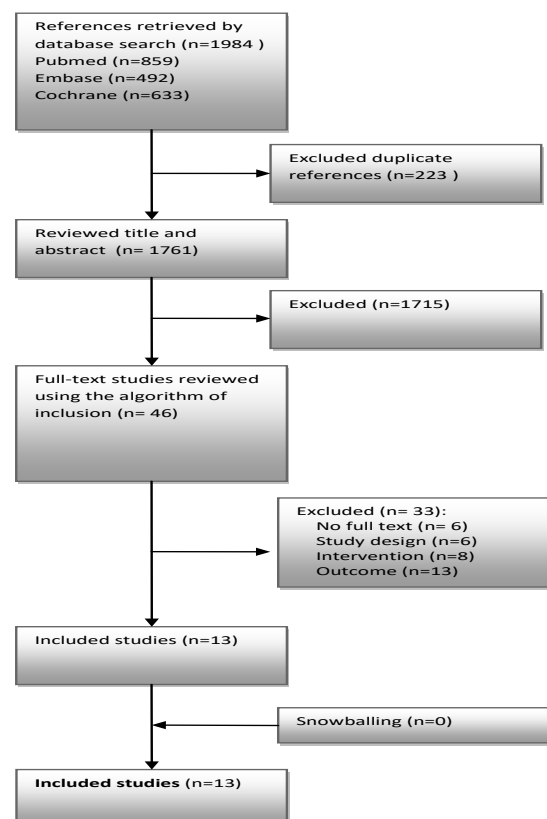 References retrieved by
database search (n=1984 )
Pubmed (n=859)
Embase (n=492)
Cochrane (n=633)
Excluded duplicate
references (n=223 )
Reviewed title and
abstract (n= 1761)
Excluded (n=1715)
Full-text studies reviewed
using the algorithm of
inclusion (n= 46)
Excluded (n= 33):
No full text (n= 6)
Study design (n=6)
Intervention (n=8)
Outcome (n=13)
Included studies (n=13)
Snowballing (n=0)
Included studies (n=13)